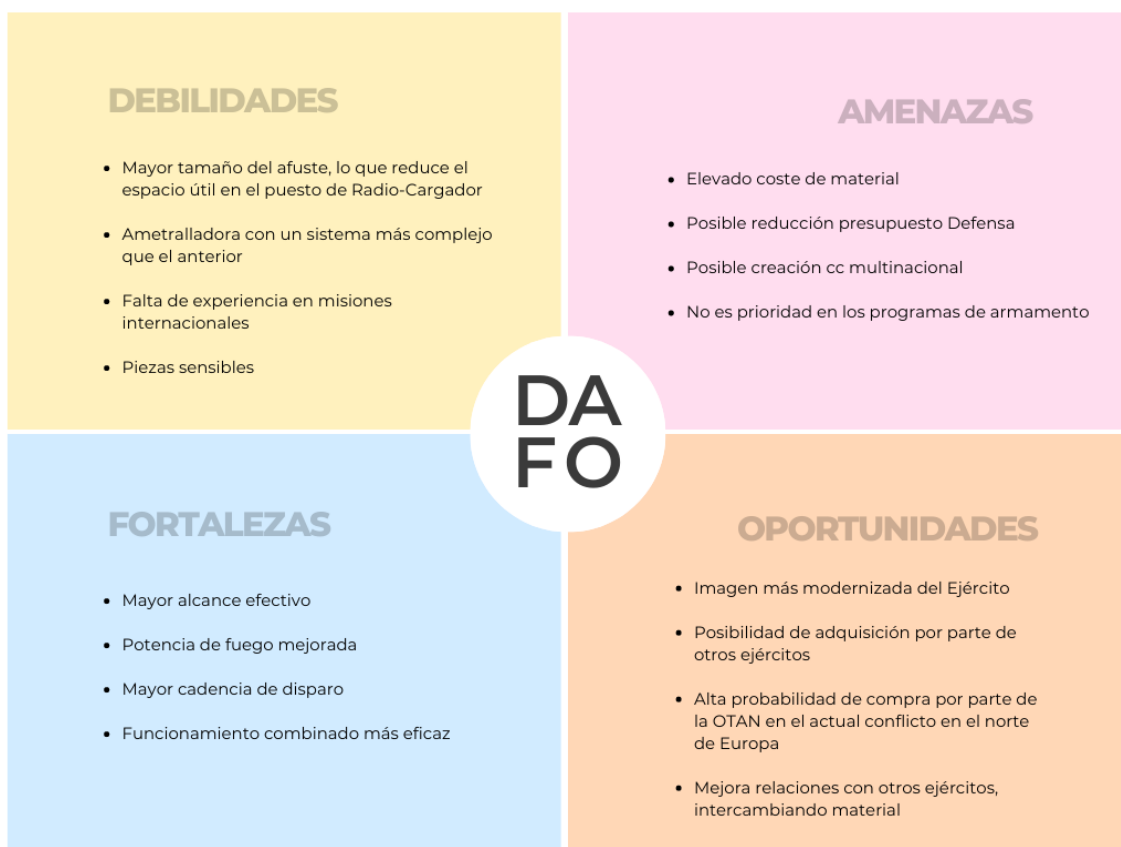 DEBILIDADES
• Mayor tamaño del afuste, lo que reduce el
espacio útil en el puesto de Radio-Cargador
• Ametralladora con un sistema más complejo
que el anterior
• Falta de experiencia en misiones
internacionales
• Piezas sensibles
AMENAZAS
• Elevado coste de material
• Posible reducción presupuesto Defensa
• Posible creación cc multinacional
• No es prioridad en los programas de armamento
DA
FO
FORTALEZAS
• Mayor alcance efectivo
• Potencia de fuego mejorada
• Mayor cadencia de disparo
• Funcionamiento combinado más eficaz
OPORTUNIDADES
• Imagen más modernizada del Ejército
• Posibilidad de adquisición por parte de
otros ejércitos
• Alta probabilidad de compra por parte de
la OTAN en el actual conflicto en el norte
de Europa
• Mejora relaciones con otros ejércitos,
intercambiando material